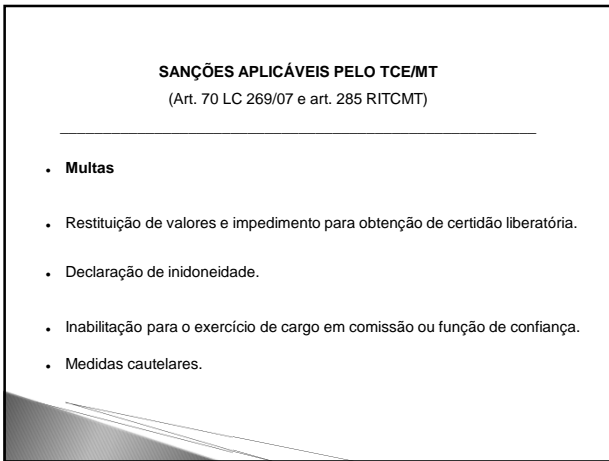 SANÇÕES APLICÁVEIS PELO TCE/MT
(Art. 70 LC 269/07 e art. 285 RITCMT)
• Multas
• Restituição de valores e impedimento para obtenção de certidão liberatória.
• Declaração de inidoneidade.
• Inabilitação para o exercício de cargo em comissão ou função de confiança.
• Medidas cautelares.